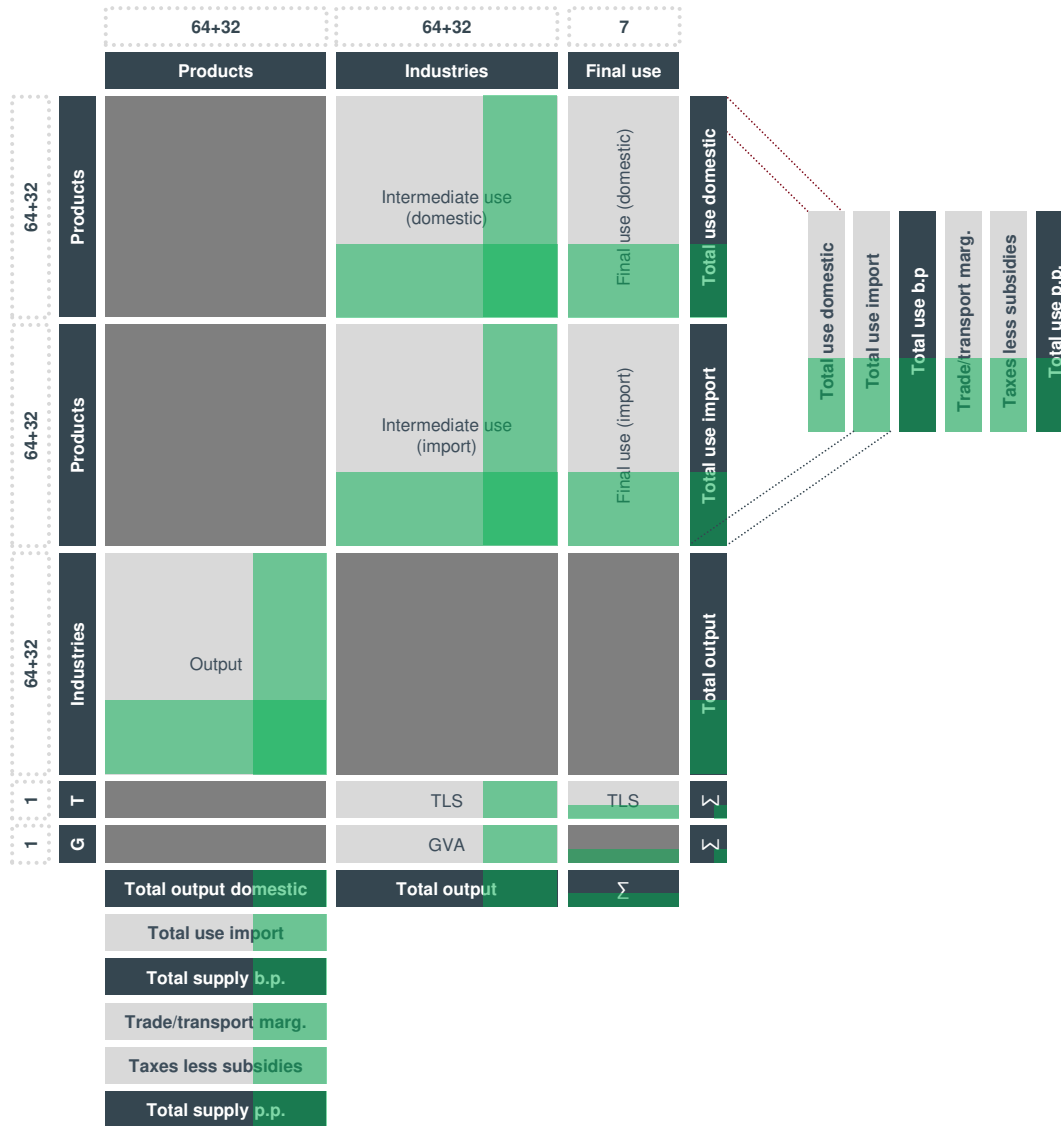 64+32
64+32
7
Products
Industries
Final use
64+32
Products
Intermediate use
(domestic)
Final use (domestic)
Total use domestic
64+32
Products
Intermediate use
(import)
Final use (import)
Total use import
Total use domestic
Total use import
Total use b.p
Trade/transport marg.
Taxes less subsidies
Total use p.p.
64+32
Industries
Output
Total output
1
T
TLS
TLS
Σ
1
G
GVA
Σ
Total output domestic
Total output
Σ
Total use import
Total supply b.p.
Trade/transport marg.
Taxes less subsidies
Total supply p.p.